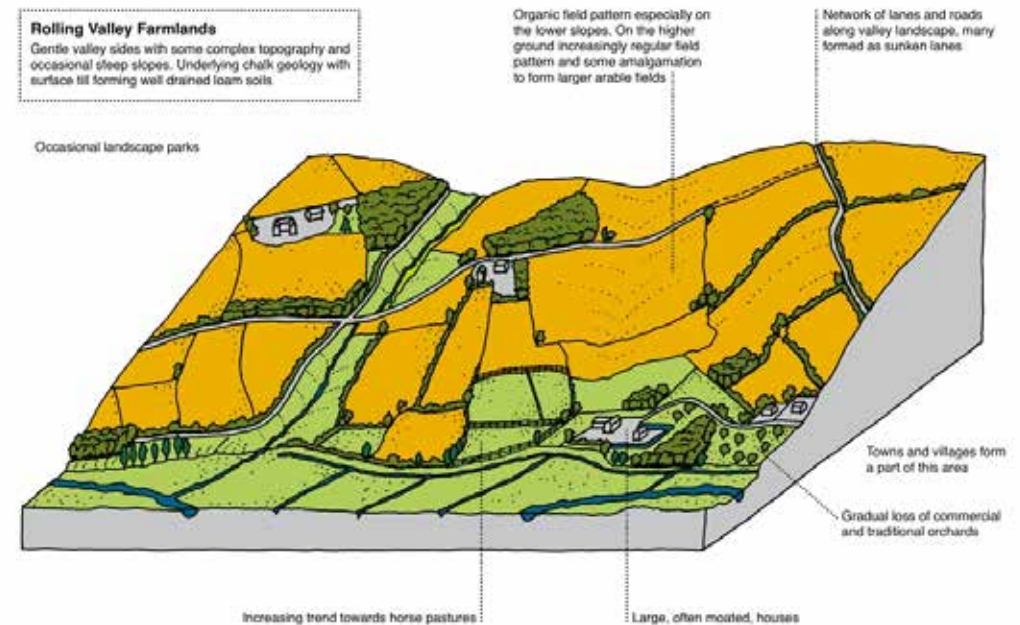 Rolling Valley Farmlands
Gentle valley sides with some complex topography and
occasional steep slopes. Underlying chalk geology with
surface till forming well drained loam soils
Organic field pattern especially on
the lower slopes. On the higher
ground increasingly regular field
pattern and some amalgamation
to form larger arable fields
Network of lanes and roads
along valley landscape, many
formed as sunken lanes
Occasional landscape parks
Towns and villages form
a part of this area
Gradual loss of commercial
and traditional orchards
Increasing trend towards horse pastures
Large, often moated, houses